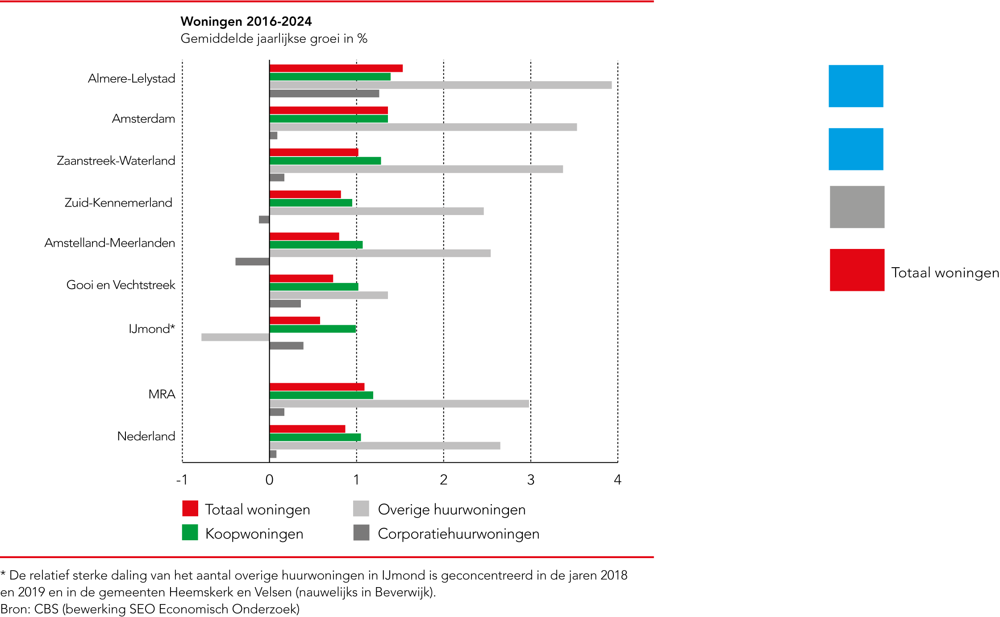 Woningen 2016-2024
Gemiddelde jaarlijkse groei in %
Almere-Lelystad
Amsterdam
Zaanstreek-Waterland
Zuid-Kennemerland
Amstelland-Meerlanden
Gooi en Vechtstreek
IJmond*
MRA
Nederland
-1 0 1 2 3 4
Totaal woningen
Overige huurwoningen
Koopwoningen
Corporatiehuurwoningen
Totaal woningen
* De relatief sterke daling van het aantal overige huurwoningen in IJmond is geconcentreerd in de jaren 2018
en 2019 en in de gemeenten Heemskerk en Velsen (nauwelijks in Beverwijk).
Bron: CBS (bewerking SEO Economisch Onderzoek)